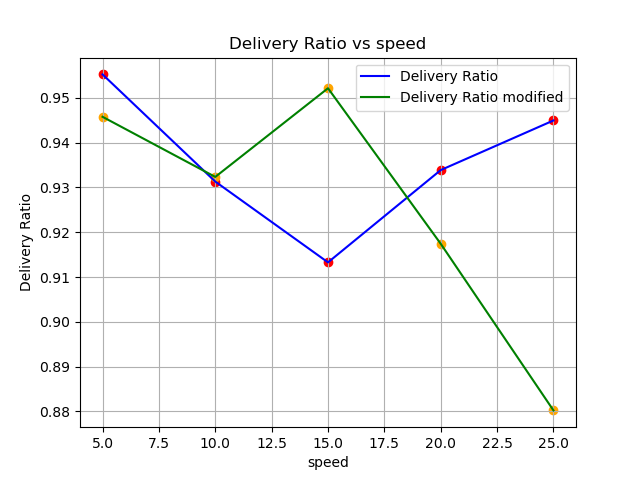 Delivery Ratio vs speed
Delivery Ratio
Delivery Ratio modified
0.95
0.94
0.93
0.92
0.91
0.90
0.89
0.88
Delivery Ratio
5.0 7.5 10.0 12.5 15.0 17.5 20.0 22.5 25.0
speed